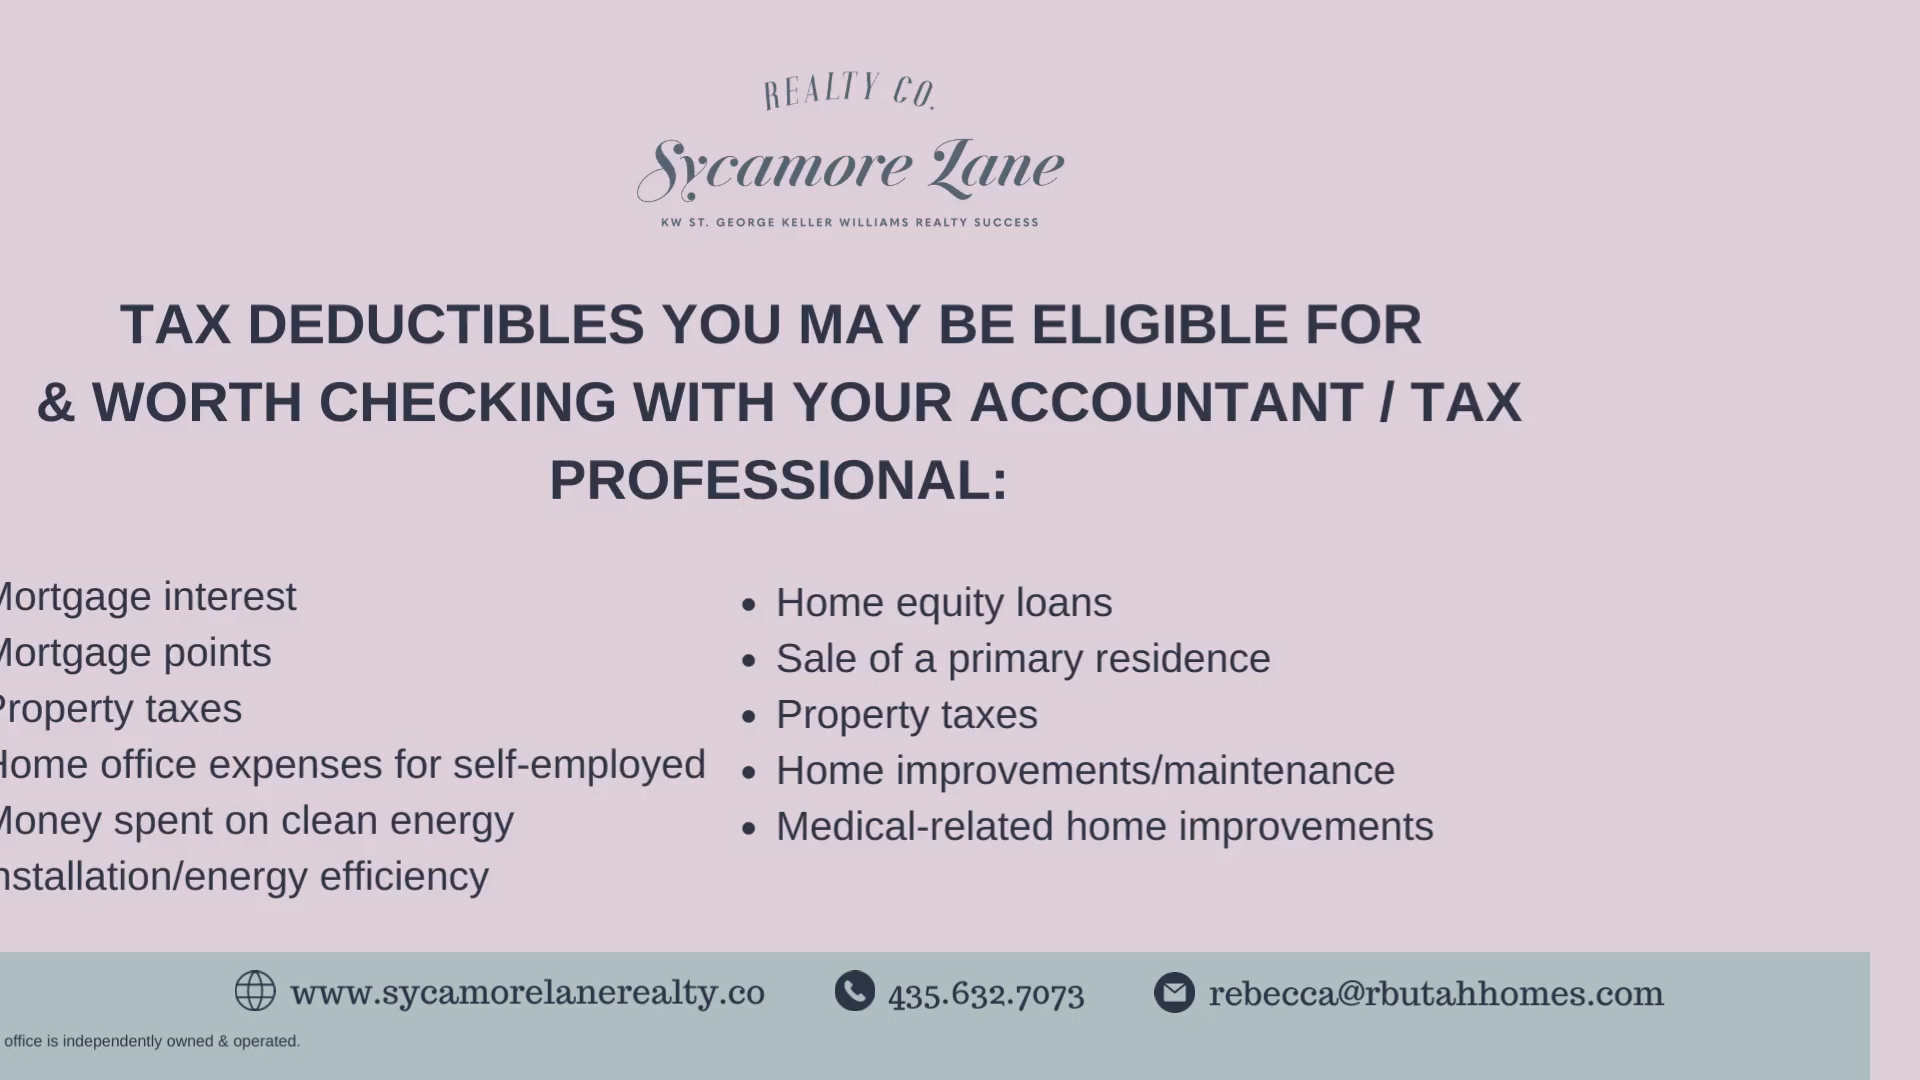 REALTY CO.
Sycamore Lane
KW ST. GEORGE KELLER WILLIAMS REALTY SUCCESS
TAX DEDUCTIBLES YOU MAY BE ELIGIBLE FOR
& WORTH CHECKING WITH YOUR ACCOUNTANT / TAX
PROFESSIONAL:
Mortgage interest
Mortgage points
Property taxes
Home office expenses for self-employed
Money spent on clean energy
nstallation/energy efficiency
• Home equity loans
• Sale of a primary residence
• Property taxes
• Home improvements/maintenance
• Medical-related home improvements
www.sycamorelanerealty.co
435.632.7073
rebecca@rbutahhomes.com
office is independently owned & operated.